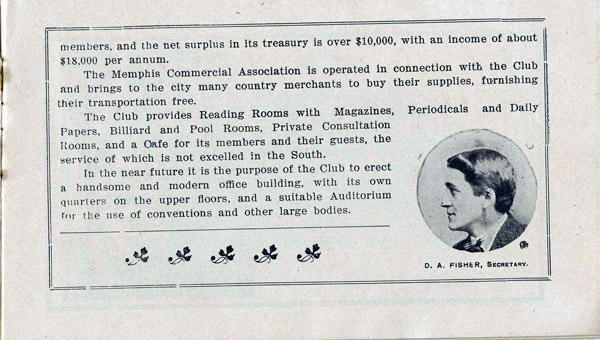 members, and the net surplus in its treasury is over $10,000, with an income of about
$18,000 per annum.
The Memphis Commercial Association is operated in connection with the Club
and brings to the city many country merchants to buy their supplies, furnishing
their transportation free.
The Club provides Reading Rooms with Magazines, Periodicals and Daily
Papers, Billiard and Pool Rooms, Private Consultation
Rooms, and a Cafe for its members and their guests, the
service of which is not excelled in the South.
In the near future it is the purpose of the Club to erect
a handsome and modern office building, with its own
quarters on the upper floors, and a suitable Auditorium
for the use of conventions and other large bodies.
D. A. FISHER, SECRETARY.